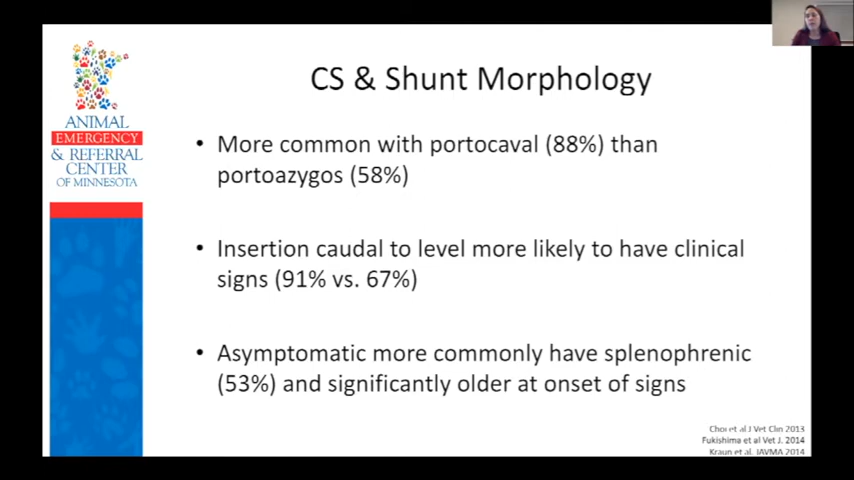 CS & Shunt Morphology
ANIMAL
EMERGENCY
& REFERRAL
CENTER
OF MINNESOTA
• More common with portocaval (88%) than
portoazygos (58%)
• Insertion caudal to level more likely to have clinical
signs (91% vs. 67%)
• Asymptomatic more commonly have splenophrenic
(53%) and significantly older at onset of signs
Choi et al J Vet Clin 2013
Fukishima et al Vet J. 2014
Kraun et al. JAVMA 2014